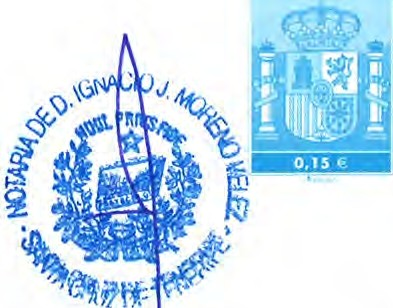 NOTARIA DE D. IGNACIO J. MORENO VELEZ
SANTA CRUZ DE TENERIFE
0,15 €